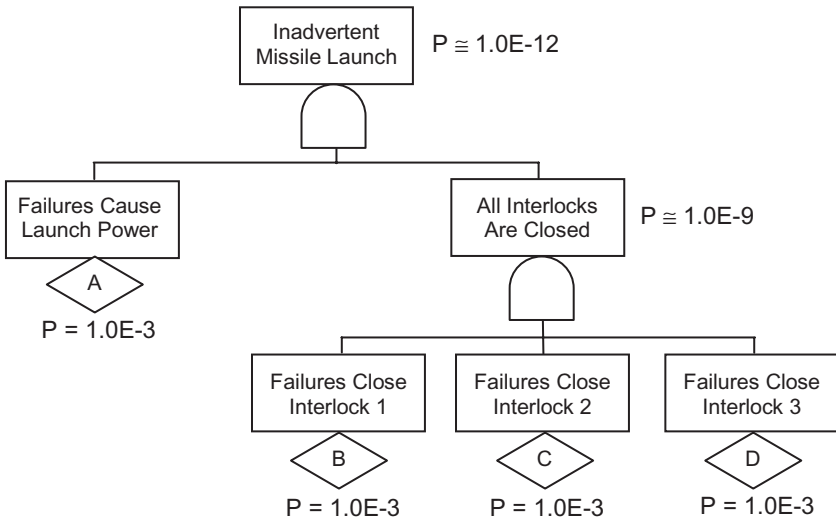 Inadvertent
Missile Launch
P ≅ 1.0E-12
Failures Cause
Launch Power
A
P = 1.0E-3
All Interlocks
Are Closed
P ≅ 1.0E-9
Failures Close
Interlock 1
B
P = 1.0E-3
Failures Close
Interlock 2
C
P = 1.0E-3
Failures Close
Interlock 3
D
P = 1.0E-3